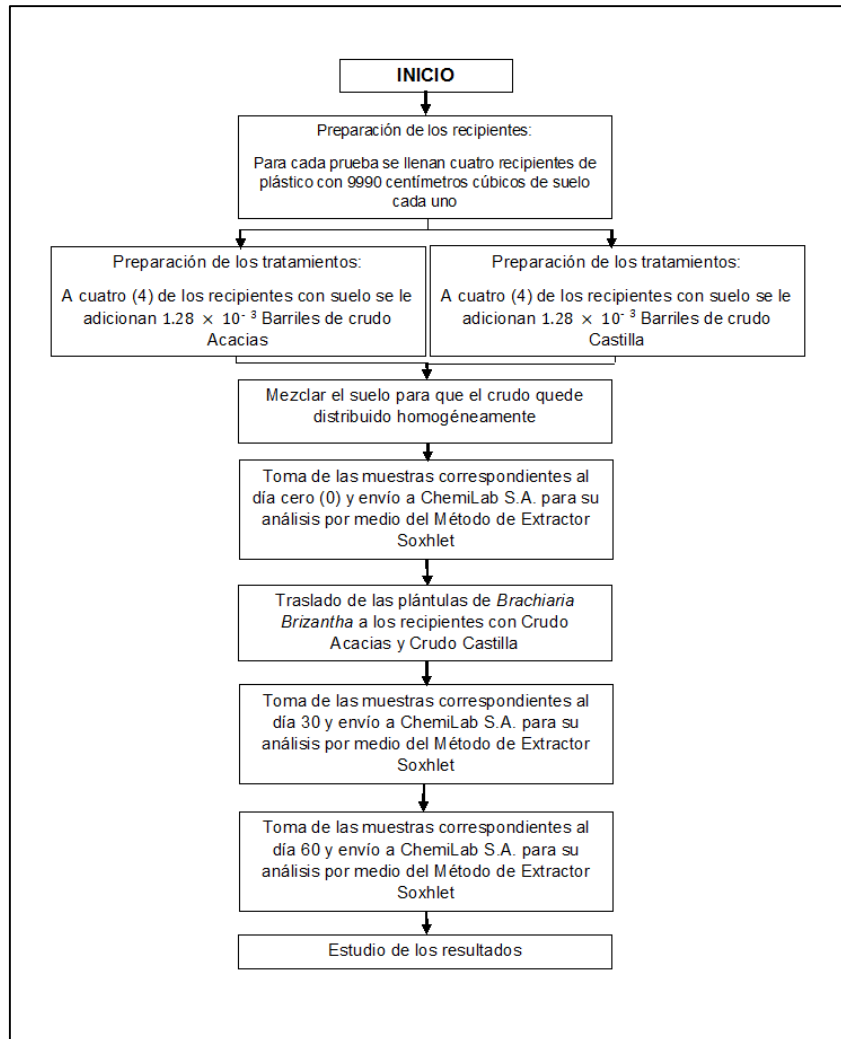 INICIO
Preparación de los recipientes:
Para cada prueba se llenan cuatro recipientes de
plástico con 9990 centímetros cúbicos de suelo
cada uno
Preparación de los tratamientos:
A cuatro (4) de los recipientes con suelo se le
adicionan 1.28 × 10⁻ ³ Barriles de crudo
Acacias
Preparación de los tratamientos:
A cuatro (4) de los recipientes con suelo se le
adicionan 1.28 × 10⁻ ³ Barriles de crudo
Castilla
Mezclar el suelo para que el crudo quede
distribuido homogéneamente
Toma de las muestras correspondientes al
día cero (0) y envío a ChemiLab S.A. para su
análisis por medio del Método de Extractor
Soxhlet
Traslado de las plántulas de Brachiaria
Brizantha a los recipientes con Crudo
Acacias y Crudo Castilla
Toma de las muestras correspondientes al
día 30 y envío a ChemiLab S.A. para su
análisis por medio del Método de Extractor
Soxhlet
Toma de las muestras correspondientes al
día 60 y envío a ChemiLab S.A. para su
análisis por medio del Método de Extractor
Soxhlet
Estudio de los resultados